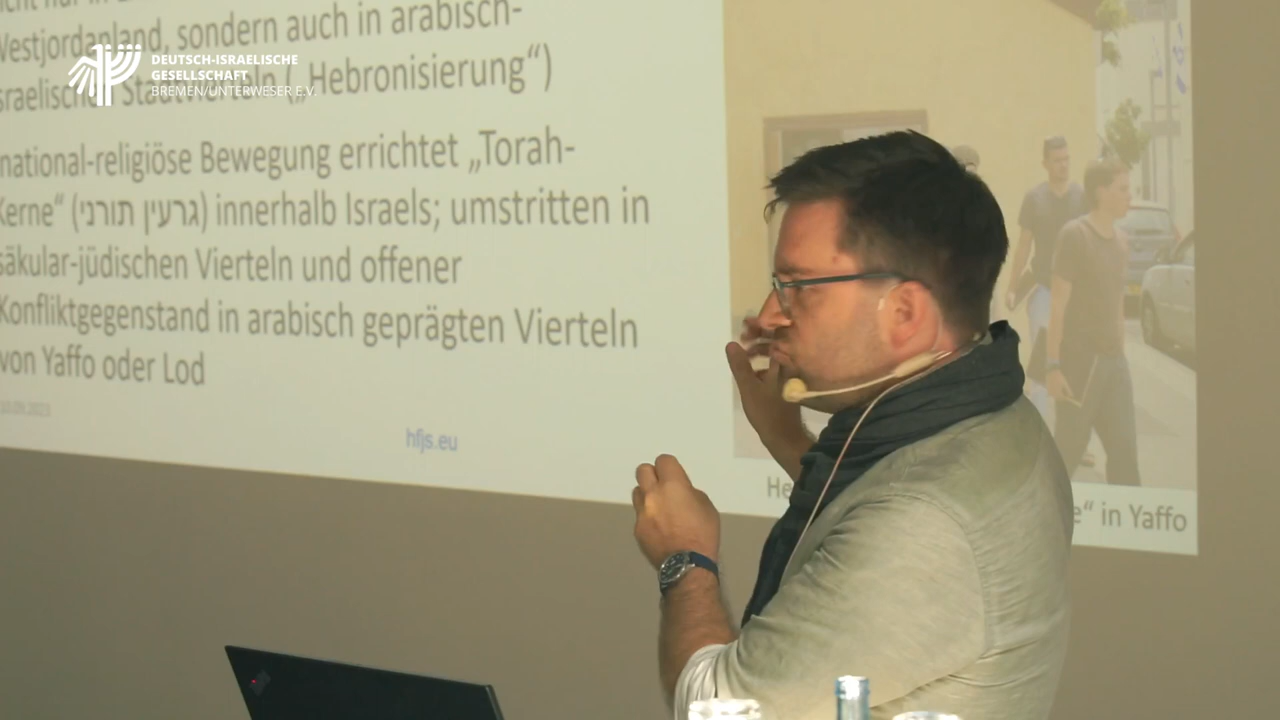 Westjordanland, sondern auch in arabisch-
israelischen Stadtvierteln („Hebronisierung“)
DEUTSCH-ISRAELISCHE
GESELLSCHAFT
BREMEN/UNTERWESER E.V.
national-religiöse Bewegung errichtet „Torah-
Kerne“ (גרעין תורני) innerhalb Israels; umstritten in
säkular-jüdischen Vierteln und offener
Konfliktgegenstand in arabisch geprägten Vierteln
von Yaffo oder Lod
hfjs.eu
in Yaffo